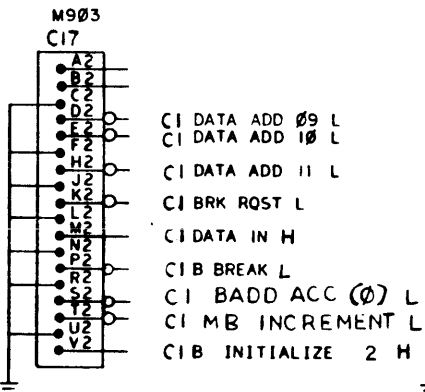 M903
C17
A2
B2
C2
D2 C1 DATA ADD Ø9 L
E2 C1 DATA ADD 1Ø L
F2
H2 C1 DATA ADD 11 L
J2
K2 C1 BRK RQST L
L2
M2 C1 DATA IN H
N2
P2 C1 B BREAK L
R2
S2 C1 BADD ACC (Ø) L
T2 C1 MB INCREMENT L
U2
V2 C1B INITIALIZE 2 H